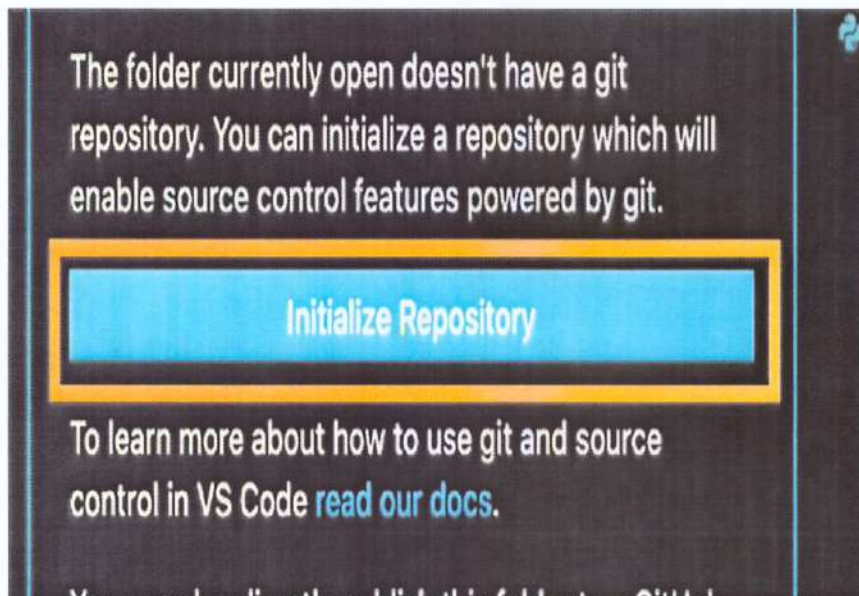 The folder currently open doesn't have a git
repository. You can initialize a repository which will
enable source control features powered by git.
Initialize Repository
To learn more about how to use git and source
control in VS Code read our docs.